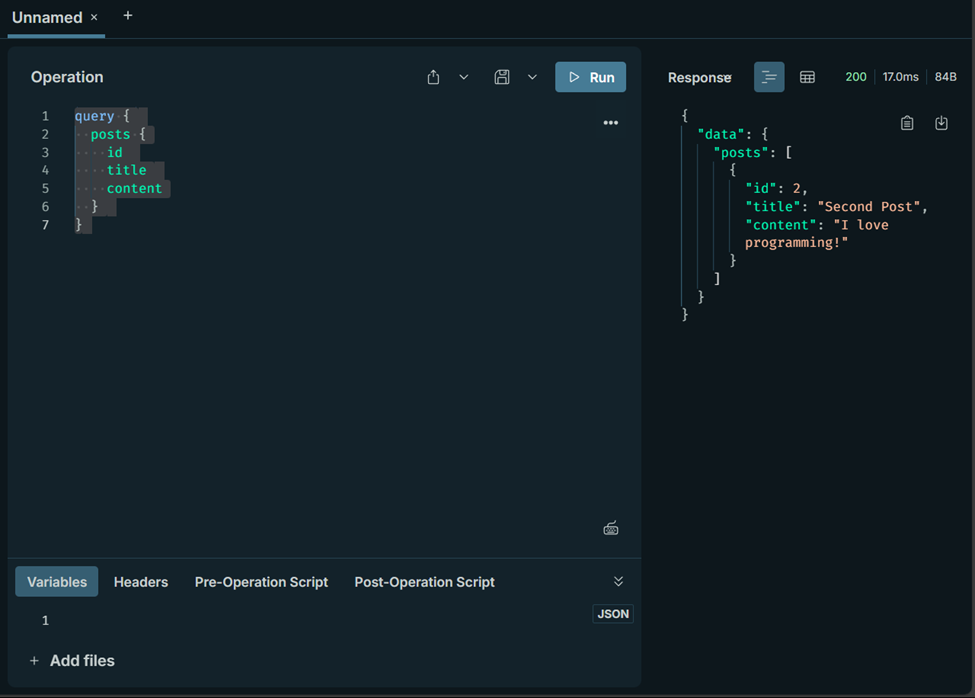 Unnamed × +
Operation
Run
1 query {
2 posts {
3 id
4 title
5 content
6 }
7 }
Variables Headers Pre-Operation Script Post-Operation Script
JSON
1
+ Add files
Response 200 17.0ms 84B
{
"data": {
"posts": [
{
"id": 2,
"title": "Second Post",
"content": "I love
programming!"
}
]
}
}